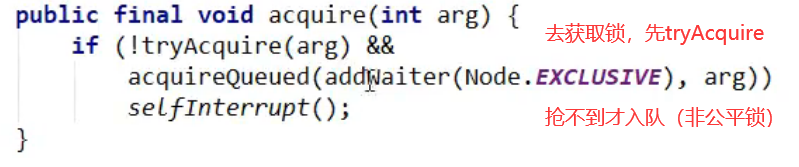 public final void acquire(int arg) {
去获取锁，先tryAcquire
if (!tryAcquire(arg) &&
acquireQueued(addWaiter(Node.EXCLUSIVE), arg))
selfInterrupt();
抢不到才入队（非公平锁）
}